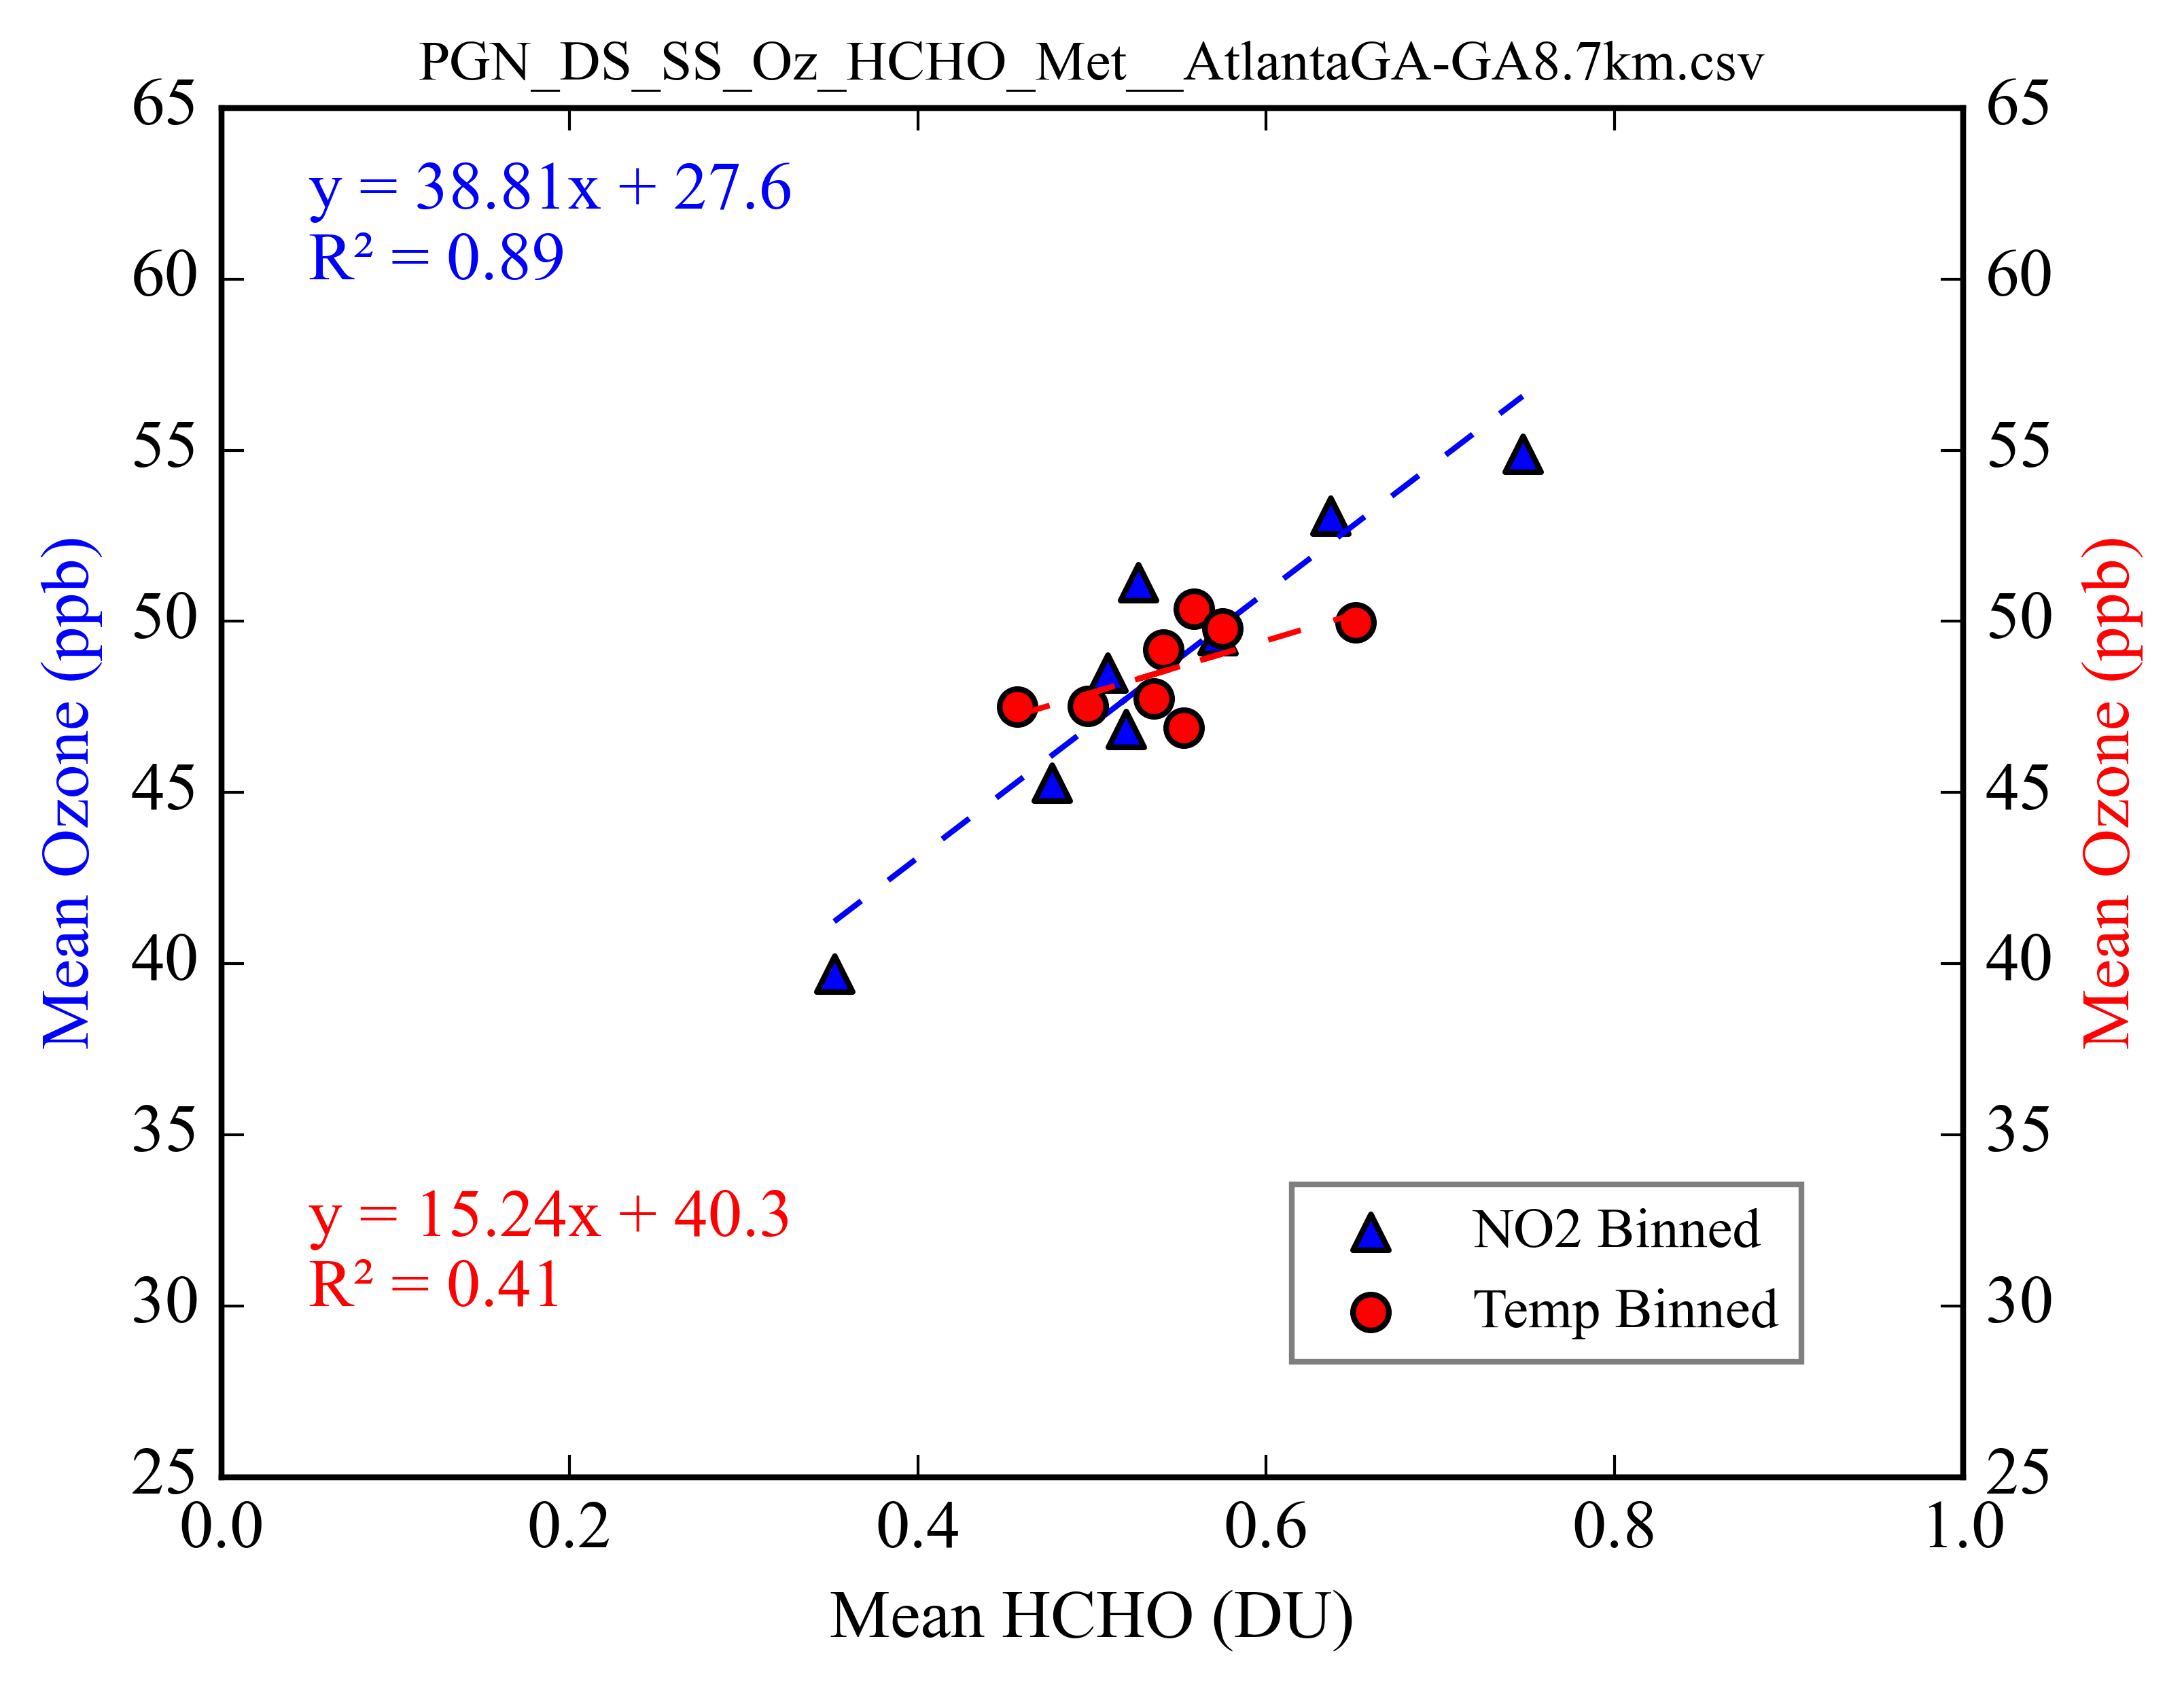 PGN_DS_SS_Oz_HCHO_Met__AtlantaGA-GA8.7km.csv
65
60
55
50
45
40
35
30
25
Mean Ozone (ppb)
y = 38.81x + 27.6
R² = 0.89
y = 15.24x + 40.3
R² = 0.41
NO2 Binned
Temp Binned
65
60
55
50
45
40
35
30
25
Mean Ozone (ppb)
0.0 0.2 0.4 0.6 0.8 1.0
Mean HCHO (DU)